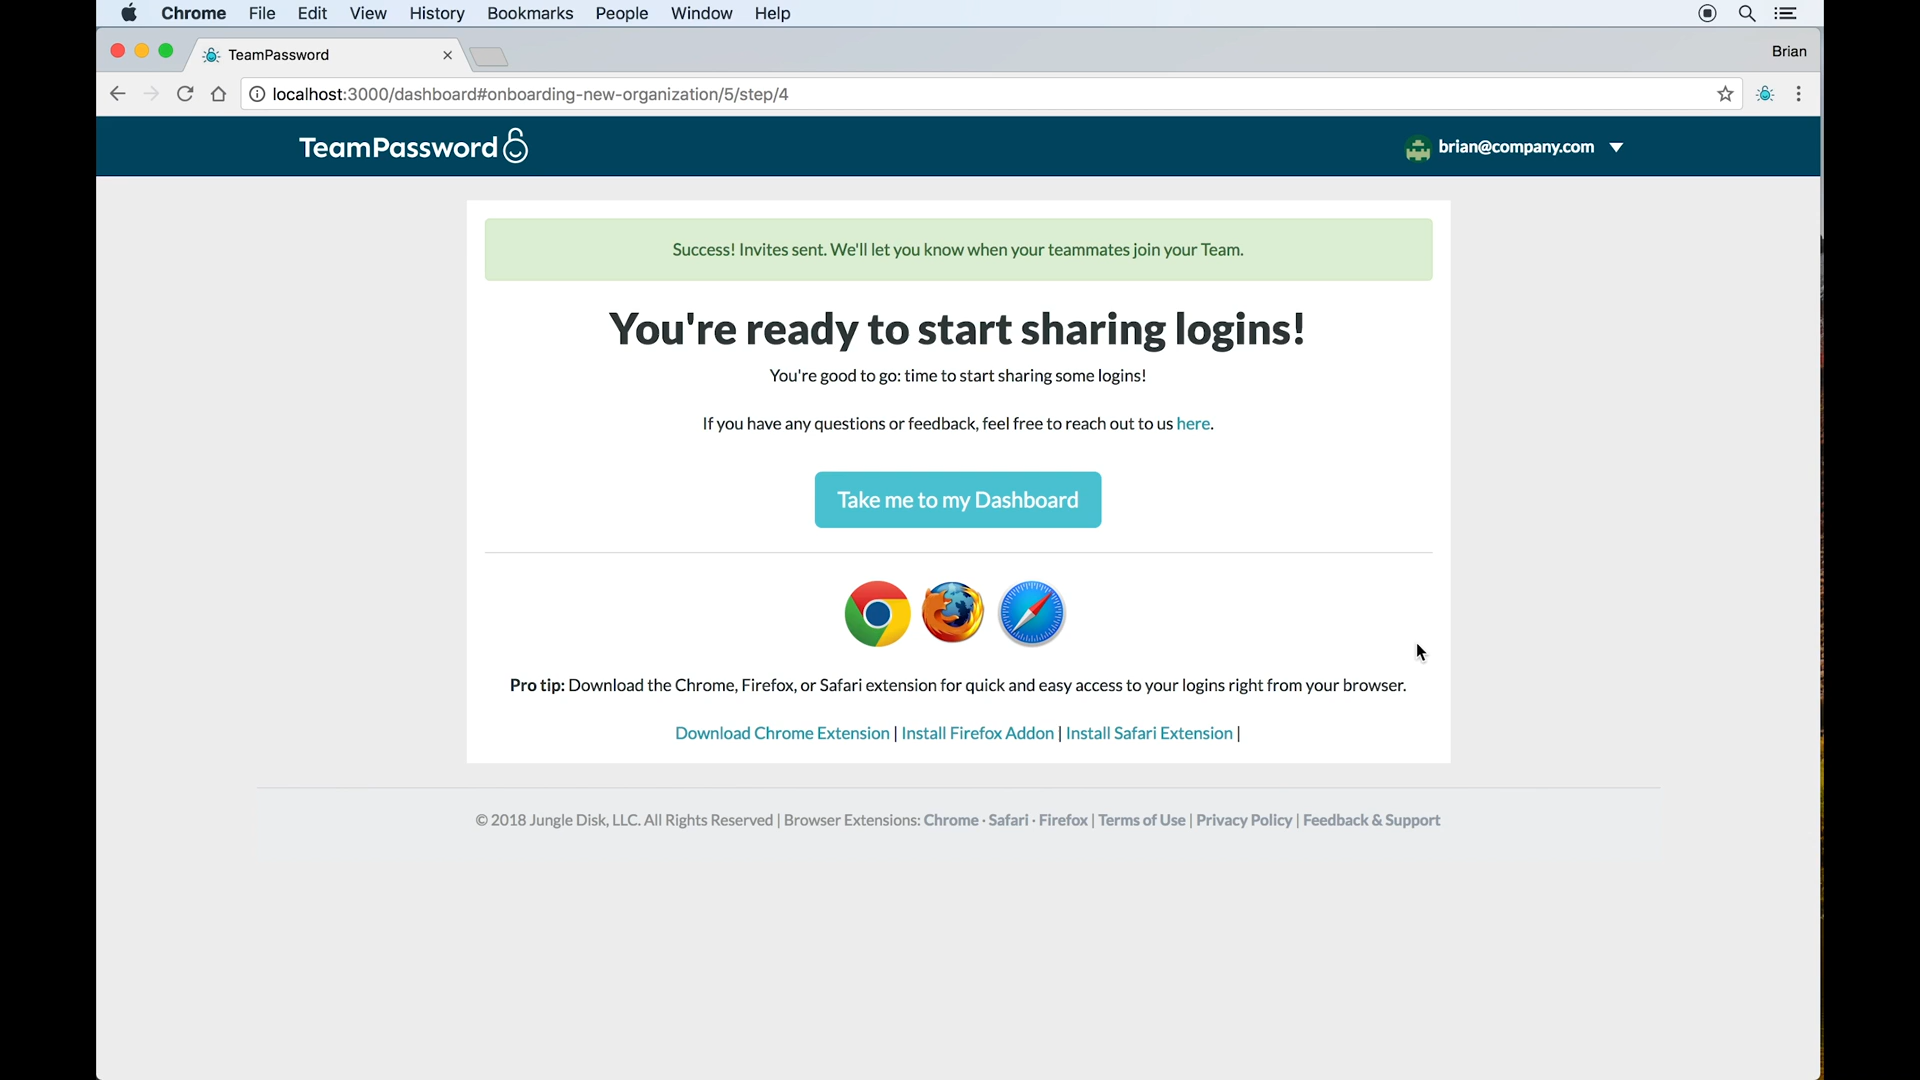 Chrome File Edit View History Bookmarks People Window Help
TeamPassword
Brian
localhost:3000/dashboard#onboarding-new-organization/5/step/4
TeamPassword
brian@company.com
Success! Invites sent. We'll let you know when your teammates join your Team.
You're ready to start sharing logins!
You're good to go: time to start sharing some logins!
If you have any questions or feedback, feel free to reach out to us here.
Take me to my Dashboard
Pro tip: Download the Chrome, Firefox, or Safari extension for quick and easy access to your logins right from your browser.
Download Chrome Extension | Install Firefox Addon | Install Safari Extension |
© 2018 Jungle Disk, LLC. All Rights Reserved | Browser Extensions: Chrome · Safari · Firefox | Terms of Use | Privacy Policy | Feedback & Support